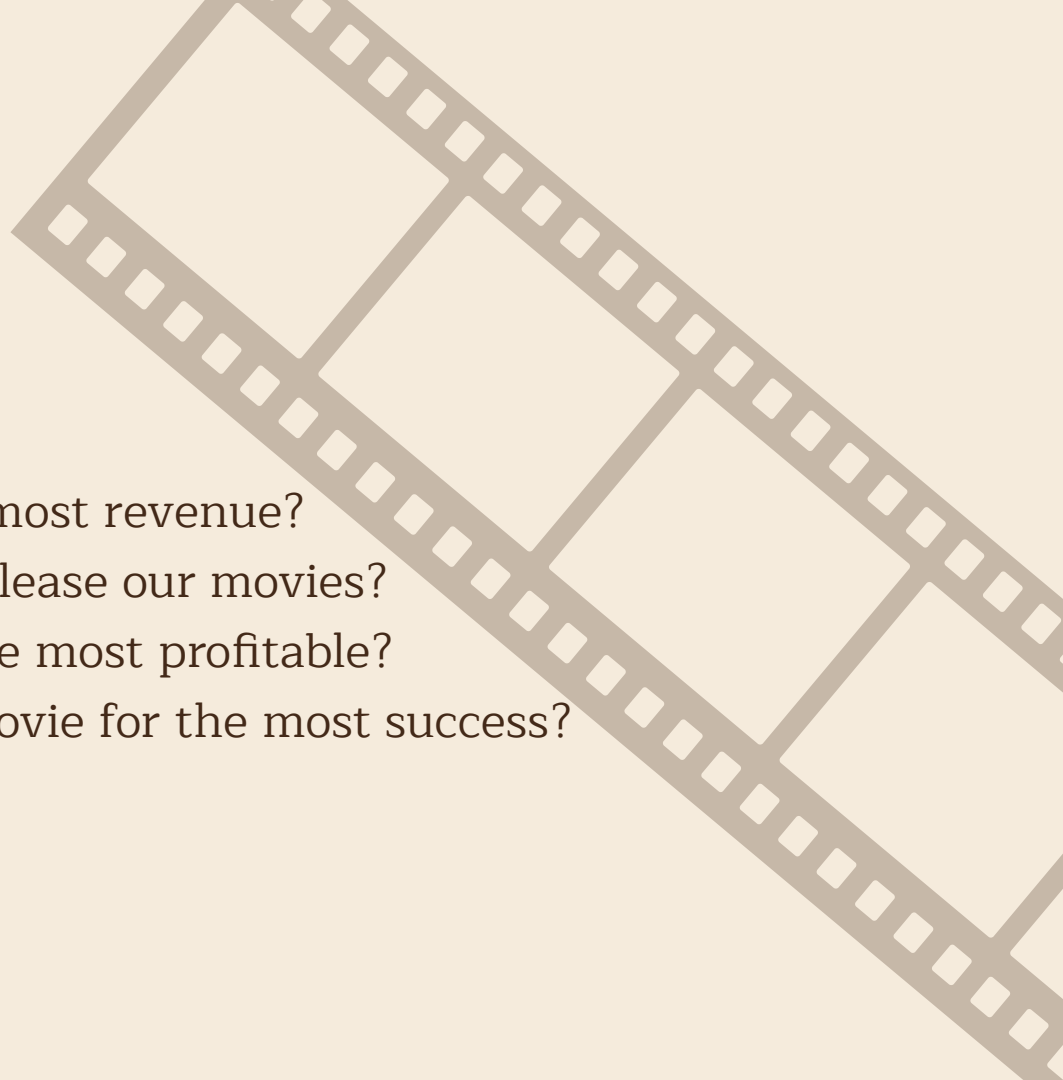 most revenue?
lease our movies?
e most profitable?
ovie for the most success?